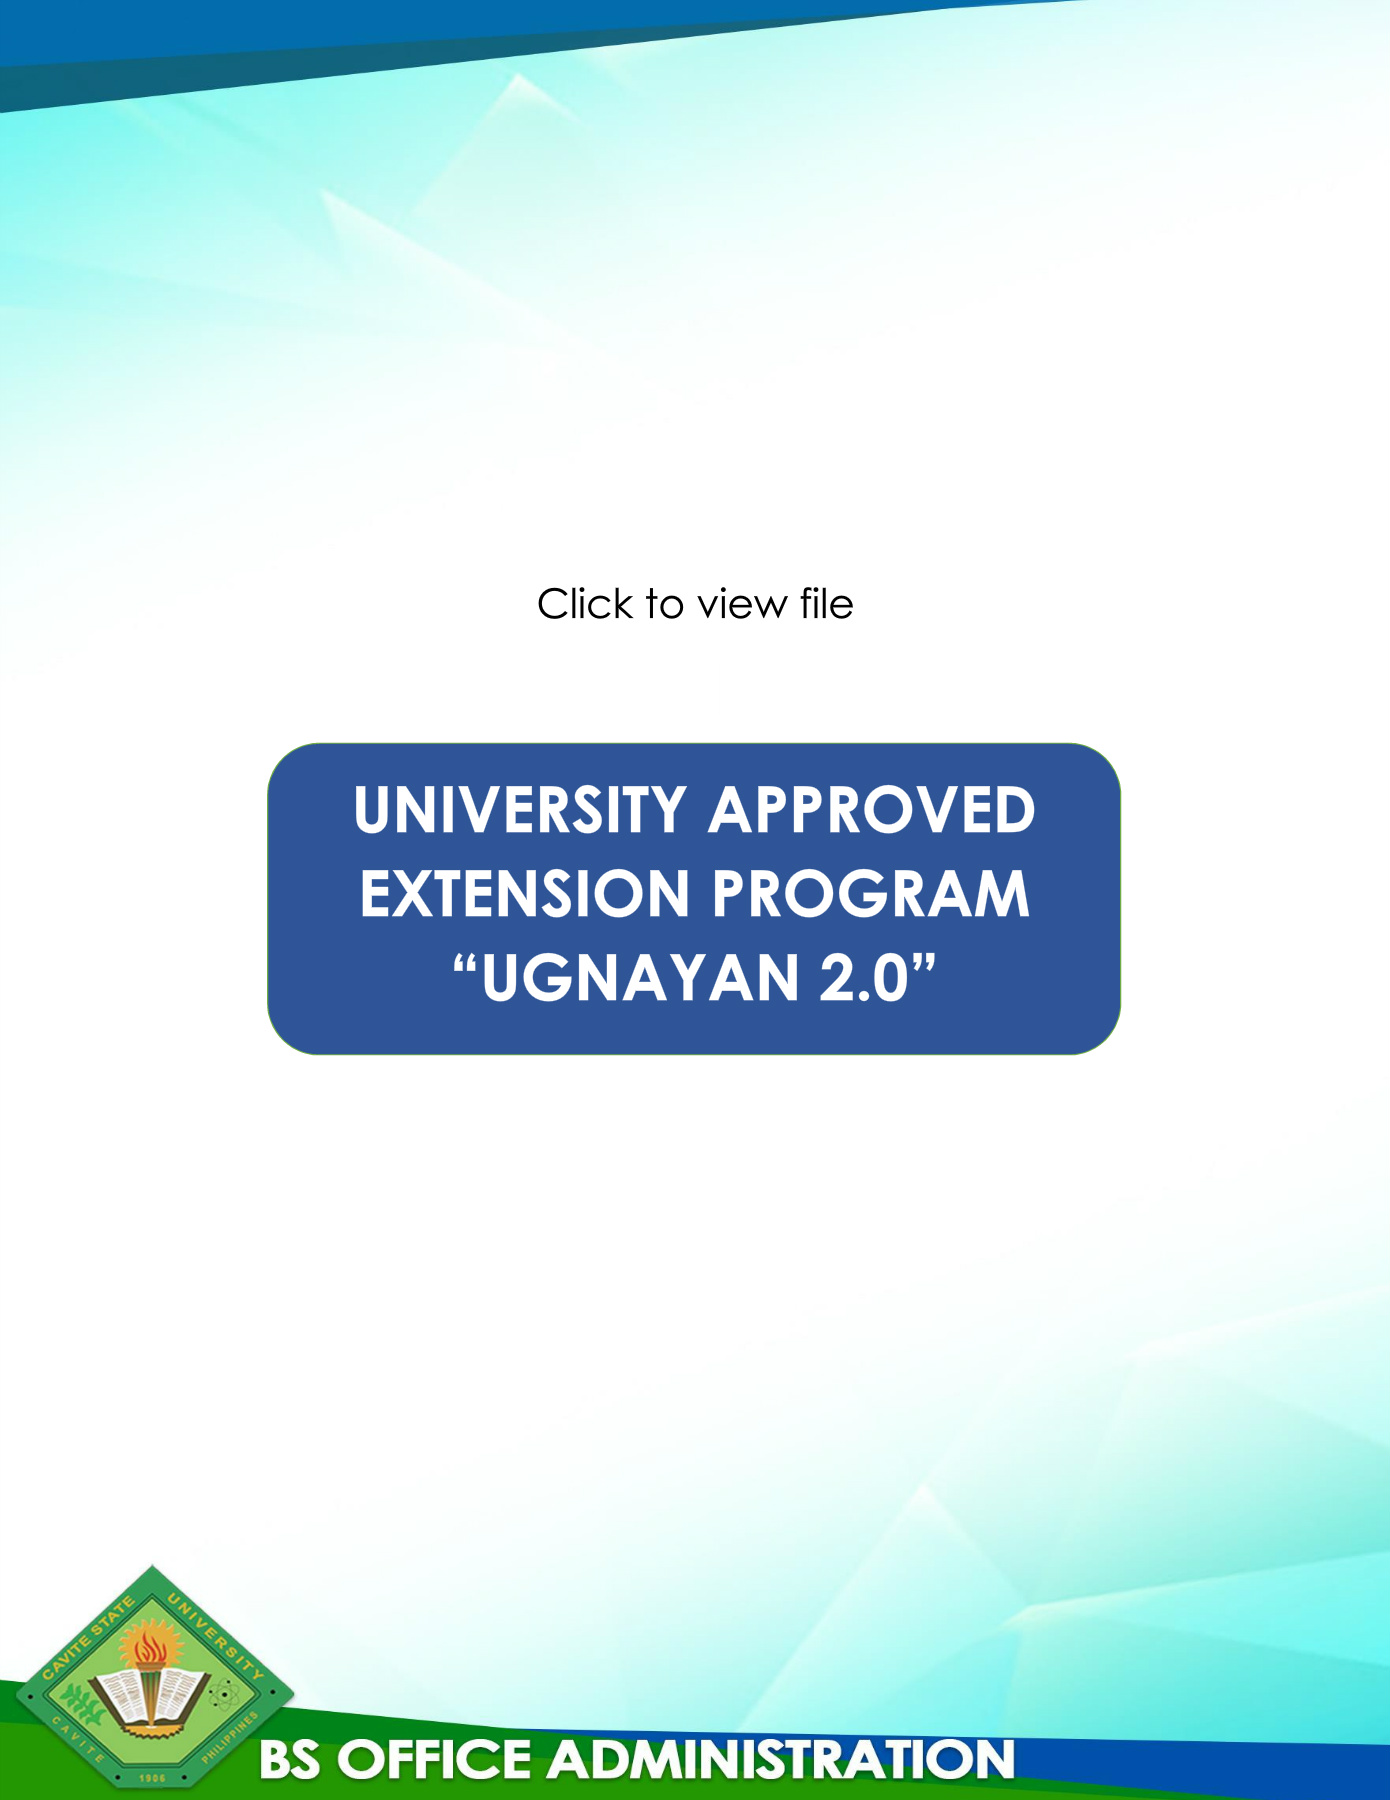 Click to view file
UNIVERSITY APPROVED
EXTENSION PROGRAM
“UGNAYAN 2.0”
CAVITE STATE UNIVERSITY
CAVITE
PHILIPPINES
1906
BS OFFICE ADMINISTRATION